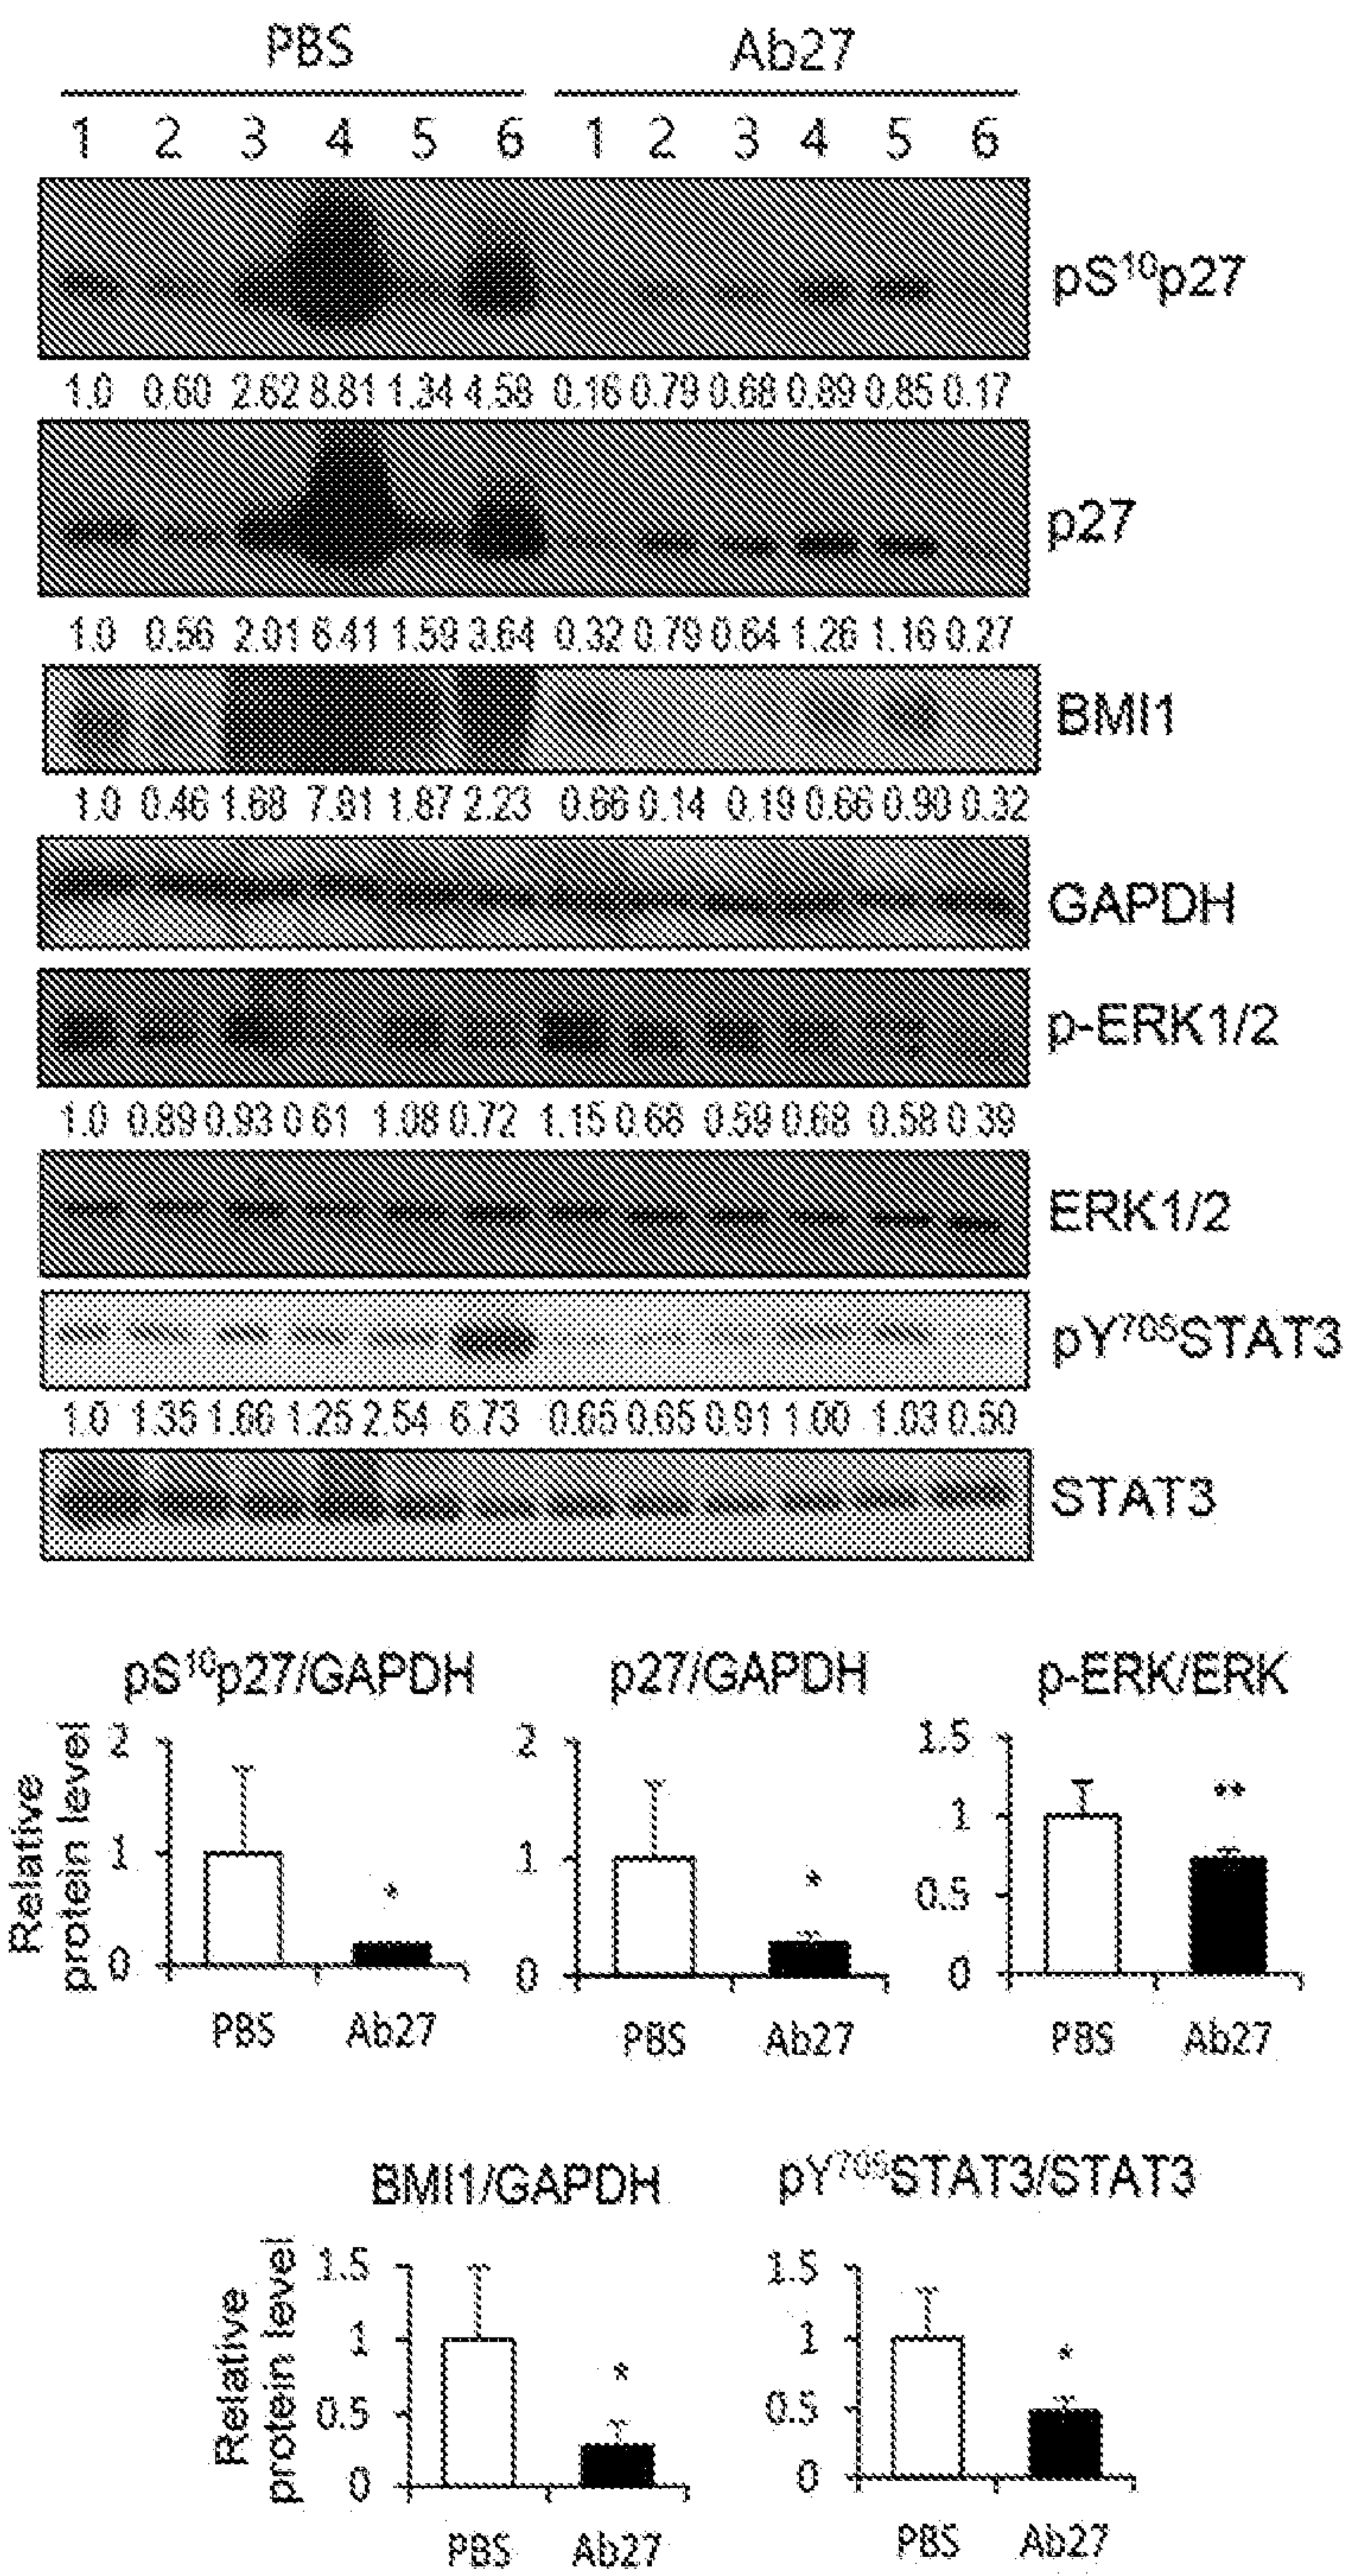 PBS Ab27
1 2 3 4 5 6 1 2 3 4 5 6
pS¹⁰p27
1.0 0.60 2.62 8.81 1.34 4.58 0.16 0.79 0.68 0.89 0.85 0.17
p27
1.0 0.56 2.01 6.41 1.59 3.64 0.32 0.79 0.64 1.26 1.16 0.27
BMI1
1.0 0.46 1.68 7.81 1.87 2.23 0.66 0.14 0.19 0.66 0.90 0.32
GAPDH
p-ERK1/2
1.0 0.89 0.93 0.61 1.08 0.72 1.15 0.68 0.59 0.68 0.58 0.39
ERK1/2
pY⁷⁰⁵STAT3
1.0 1.35 1.66 1.25 2.54 6.73 0.65 0.65 0.91 1.00 1.03 0.50
STAT3
pS¹⁰p27/GAPDH p27/GAPDH p-ERK/ERK
Relative
protein level
2
1
0
*
PBS Ab27
2
1
0
*
PBS Ab27
1.5
1
0.5
0
**
PBS Ab27
BMI1/GAPDH pY⁷⁰⁵STAT3/STAT3
Relative
protein level
1.5
1
0.5
0
*
PBS Ab27
1.5
1
0.5
0
*
PBS Ab27